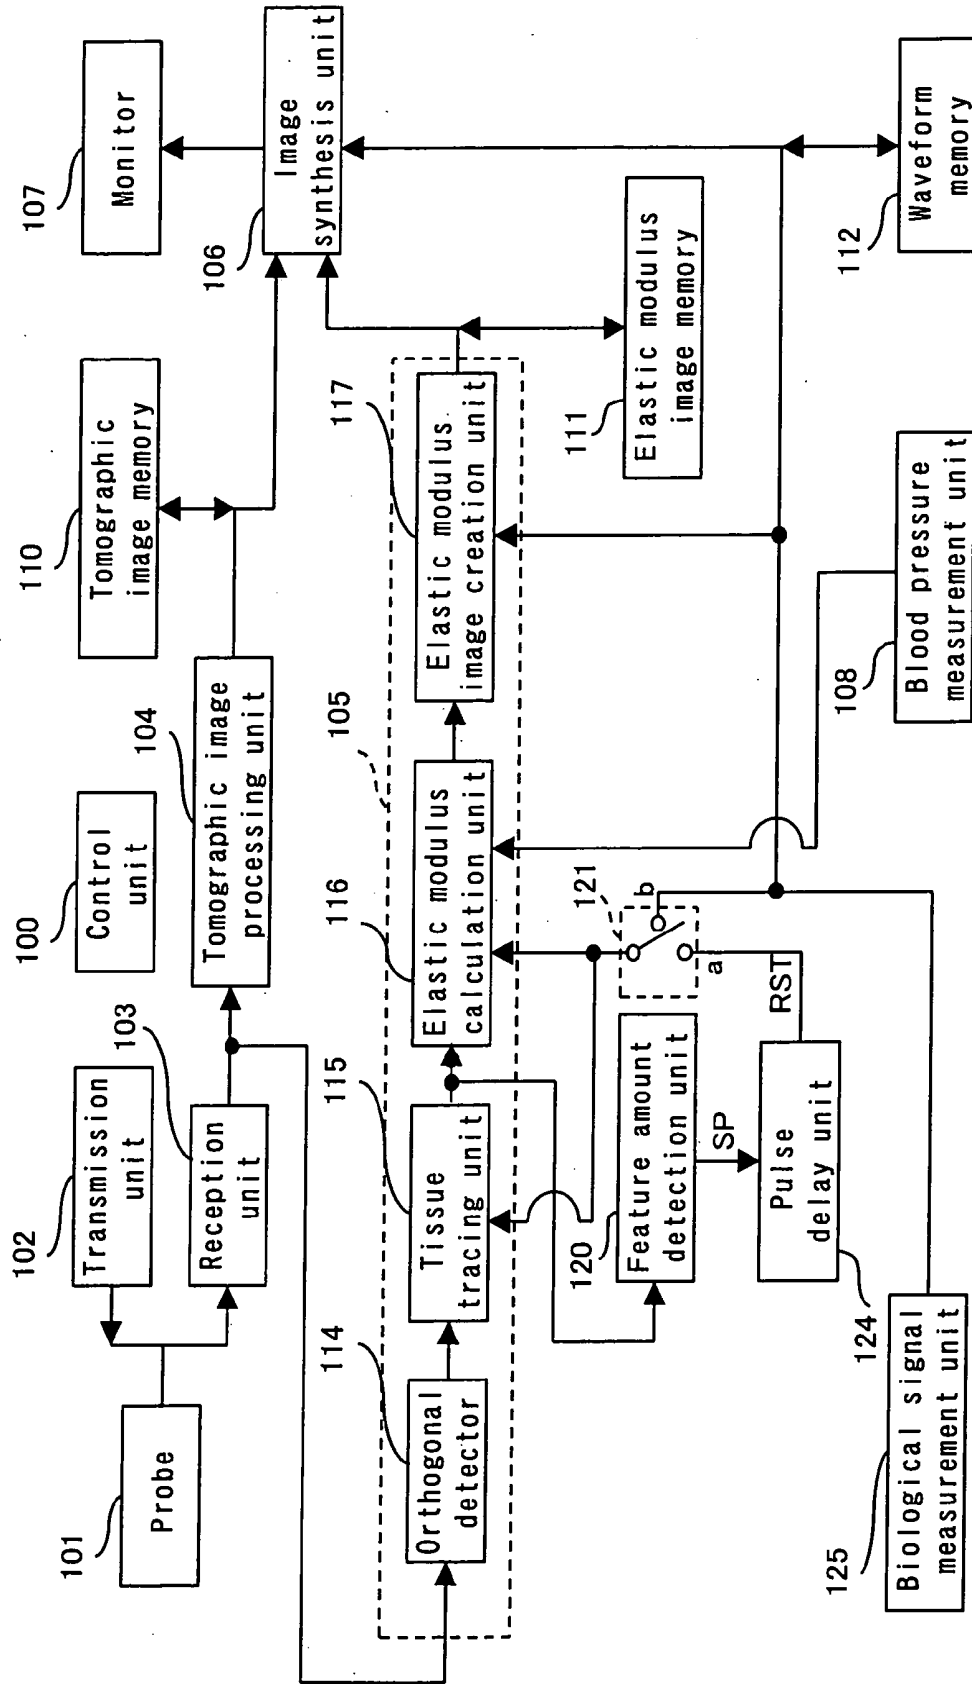 101
Probe
102
Transmission
unit
103
Reception
unit
100
Control
unit
104
Tomographic image
processing unit
110
Tomographic
image memory
107
Monitor
106
Image
synthesis unit
105
114
Orthogonal
detector
115
Tissue
tracing unit
116
Elastic modulus
calculation unit
117
Elastic modulus
image creation unit
111
Elastic modulus
image memory
120
Feature amount
detection unit
SP
121
a
b
RST
Pulse
delay unit
124
125
Biological signal
measurement unit
108
Blood pressure
measurement unit
112
Waveform
memory